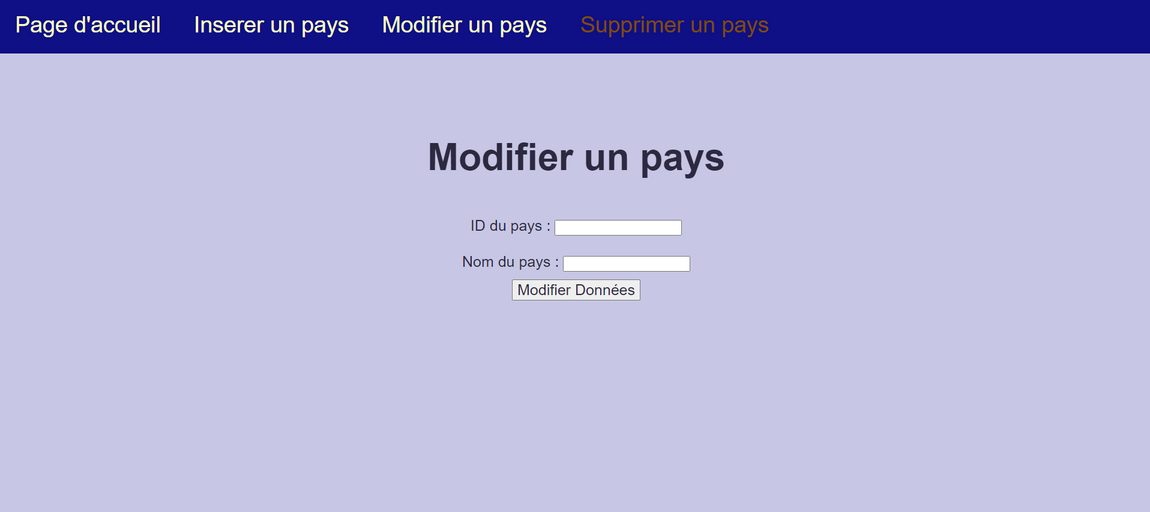 Page d'accueil Inserer un pays Modifier un pays Supprimer un pays
Modifier un pays
ID du pays :
Nom du pays :
Modifier Données